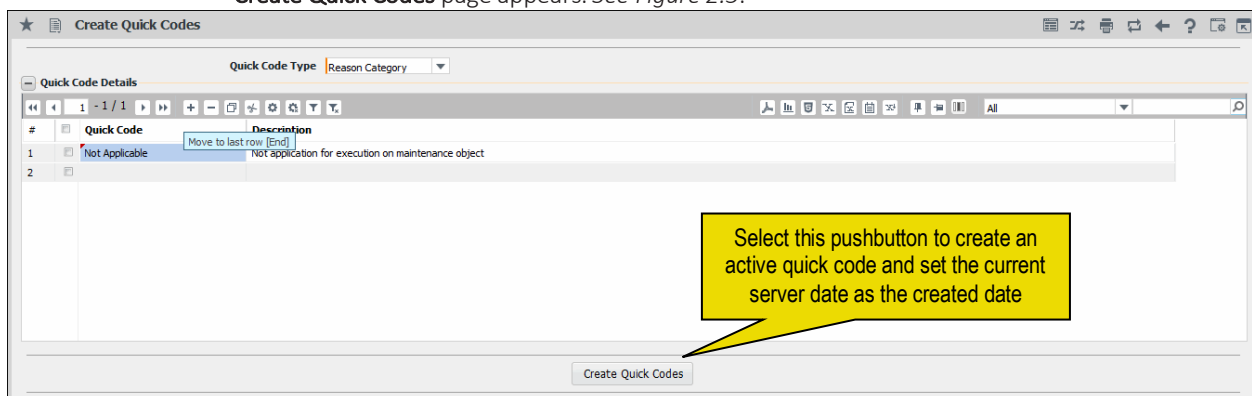 Create Quick Codes page appears. See Figure 2.3.
Create Quick Codes
Quick Code Type Reason Category
Quick Code Details
1 - 1 / 1
All
# Quick Code Description
Move to last row [End]
1 Not Applicable Not application for execution on maintenance object
2
Select this pushbutton to create an
active quick code and set the current
server date as the created date
Create Quick Codes